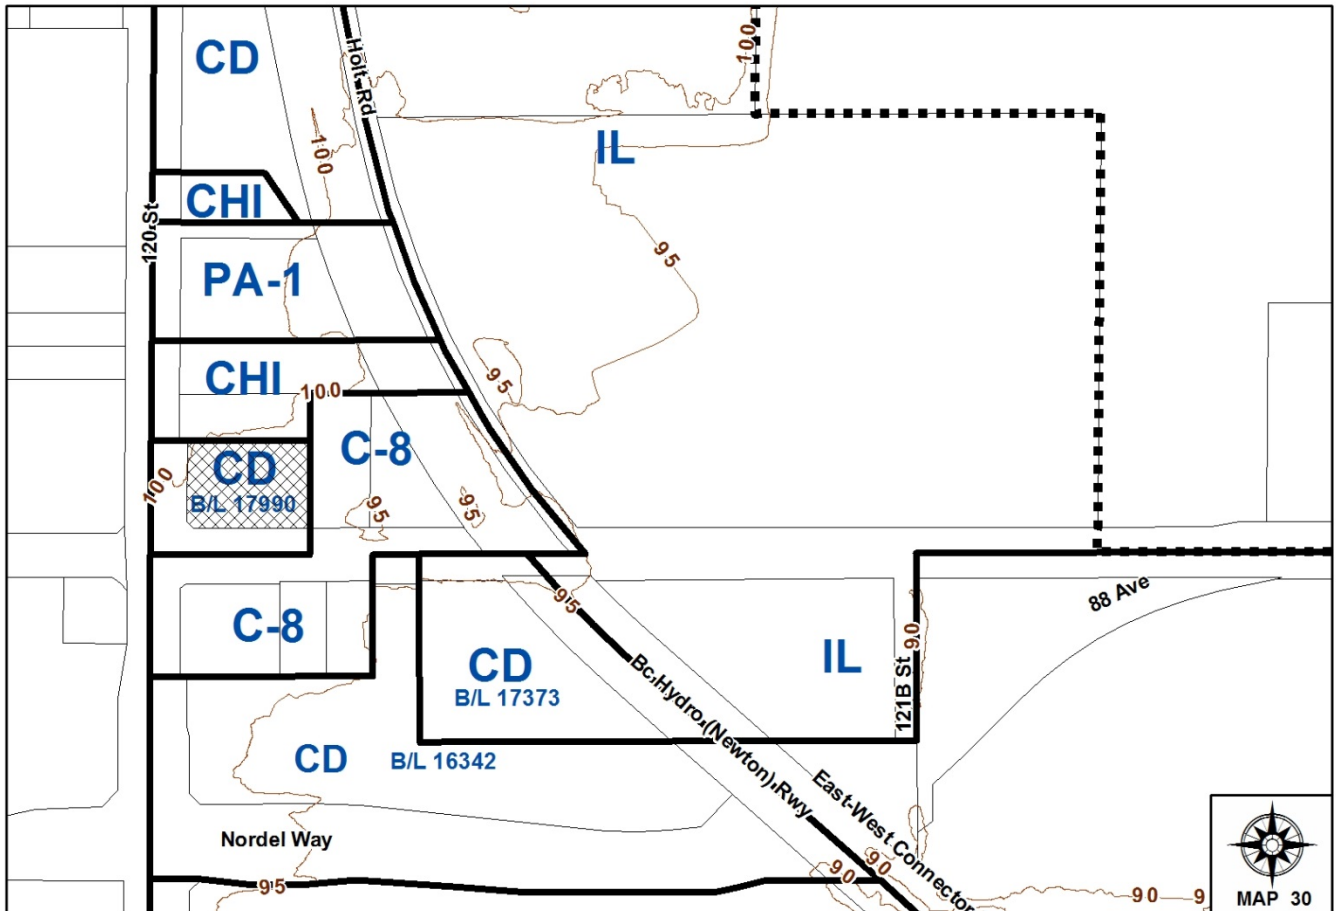 CD
Holt Rd
100
100
IL
CHI
120 St
PA-1
95
CHI
100
95
C-8
CD
B/L 17990
100
95
95
88 Ave
95
C-8
90
CD
B/L 17373
IL
121B St
Bc Hydro (Newton) Rwy
CD
B/L 16342
East-West Connector
Nordel Way
95
90
90
90
9
MAP 30